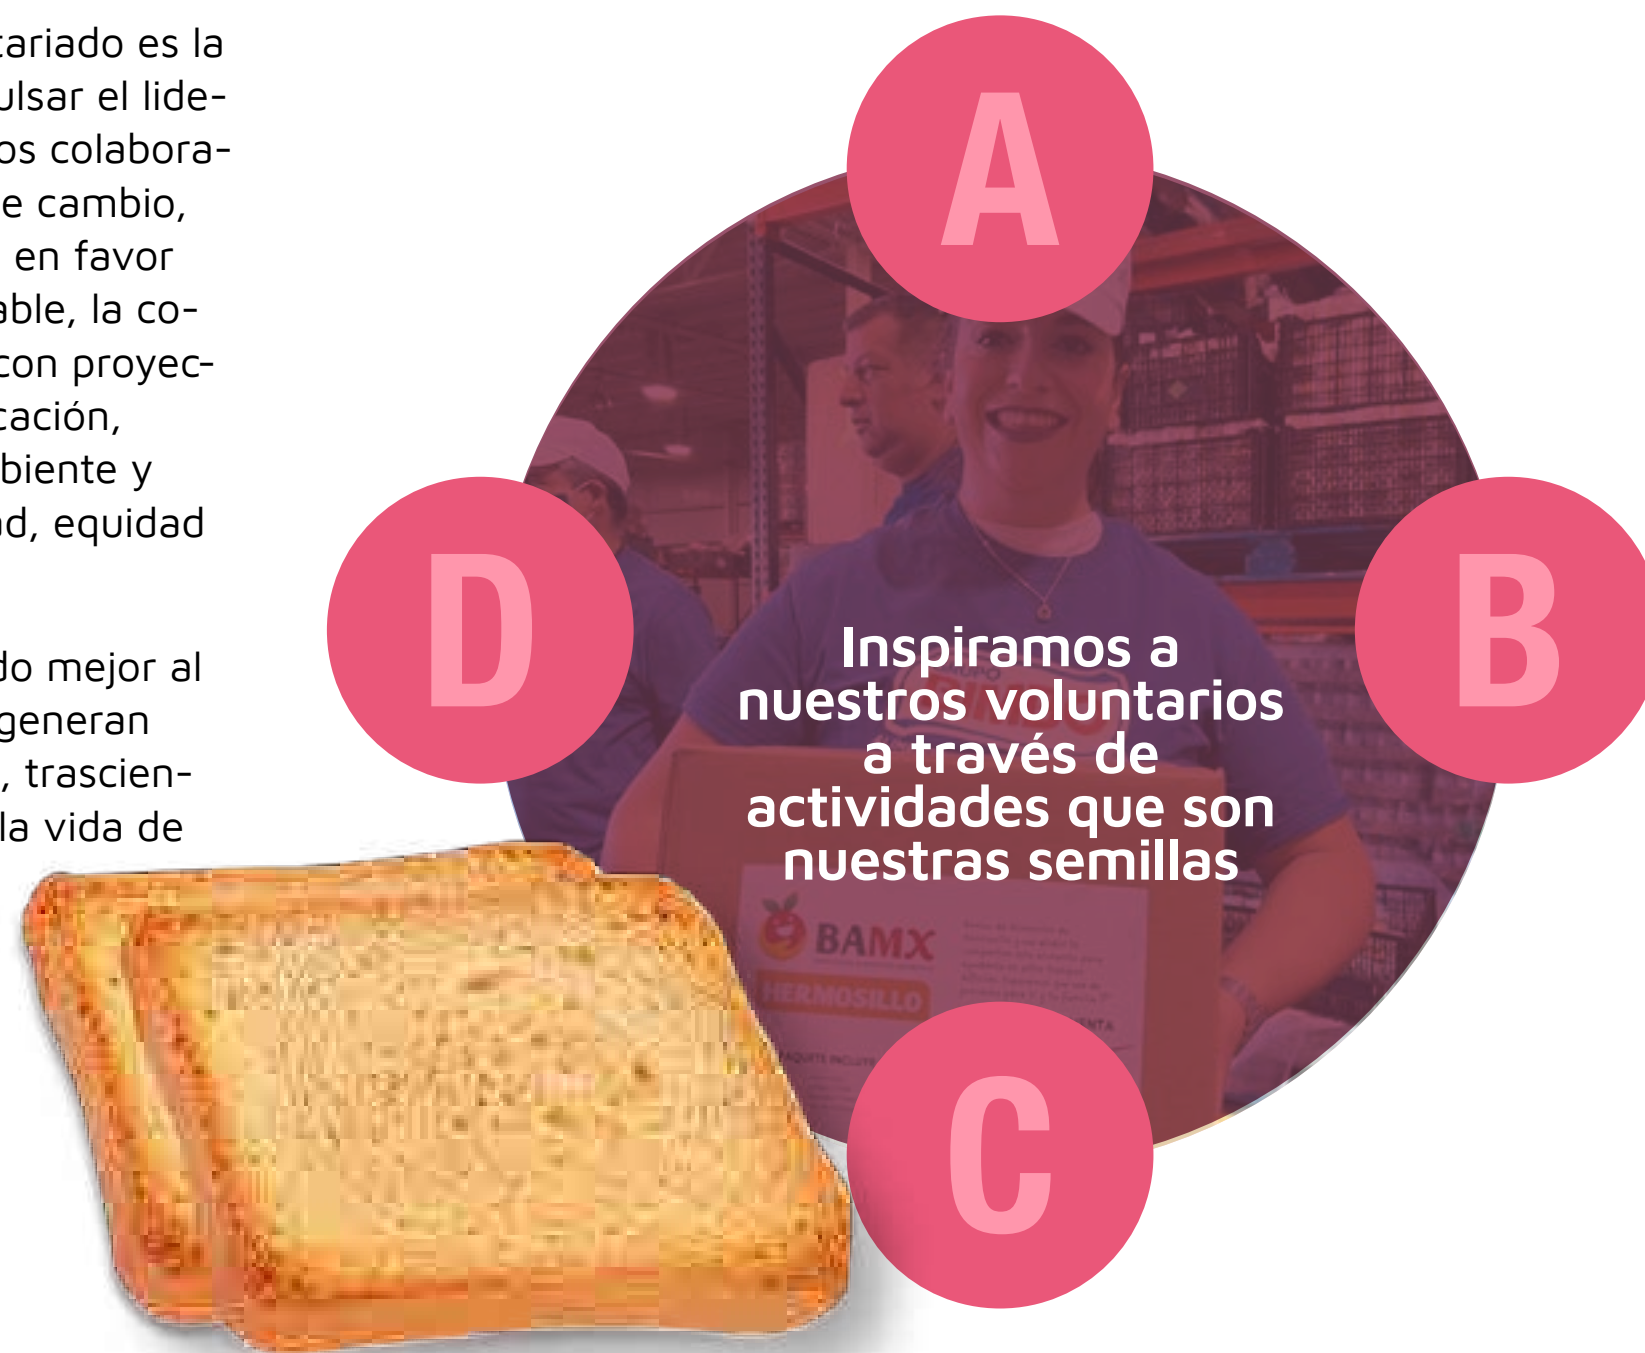 tariado es la
ulsar el lide-
os colabora-
e cambio,
en favor
able, la co-
con proyec-
cación,
biente y
ad, equidad
do mejor al
generan
, trascien-
la vida de
A
B
C
D
Inspiramos a
nuestros voluntarios
a través de
actividades que son
nuestras semillas
BAMX
HERMOSILLO